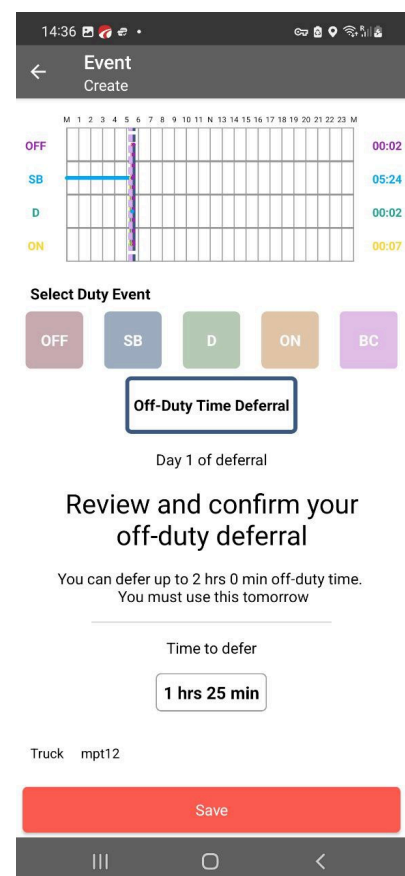 14:36
Event
Create
M 1 2 3 4 5 6 7 8 9 10 11 N 13 14 15 16 17 18 19 20 21 22 23 M
OFF 00:02
SB 05:24
D 00:02
ON 00:07
Select Duty Event
OFF SB D ON BC
Off-Duty Time Deferral
Day 1 of deferral
Review and confirm your
off-duty deferral
You can defer up to 2 hrs 0 min off-duty time.
You must use this tomorrow
Time to defer
1 hrs 25 min
Truck mpt12
Save